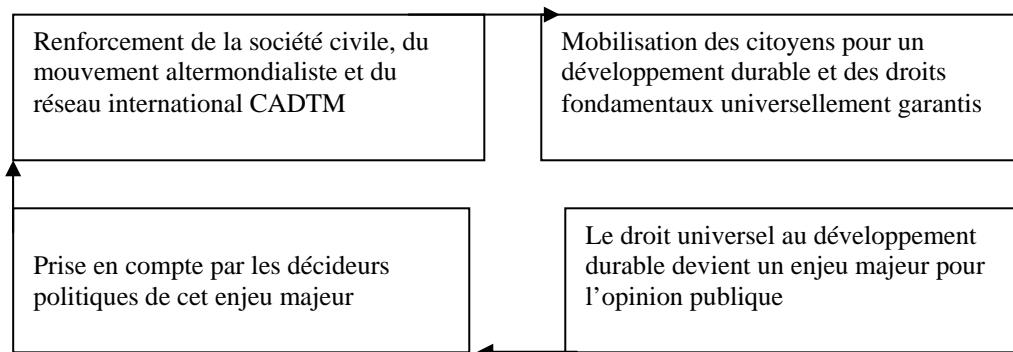 Renforcement de la société civile, du
mouvement altermondialiste et du
réseau international CADTM
Mobilisation des citoyens pour un
développement durable et des droits
fondamentaux universellement garantis
Prise en compte par les décideurs
politiques de cet enjeu majeur
Le droit universel au développement
durable devient un enjeu majeur pour
l’opinion publique